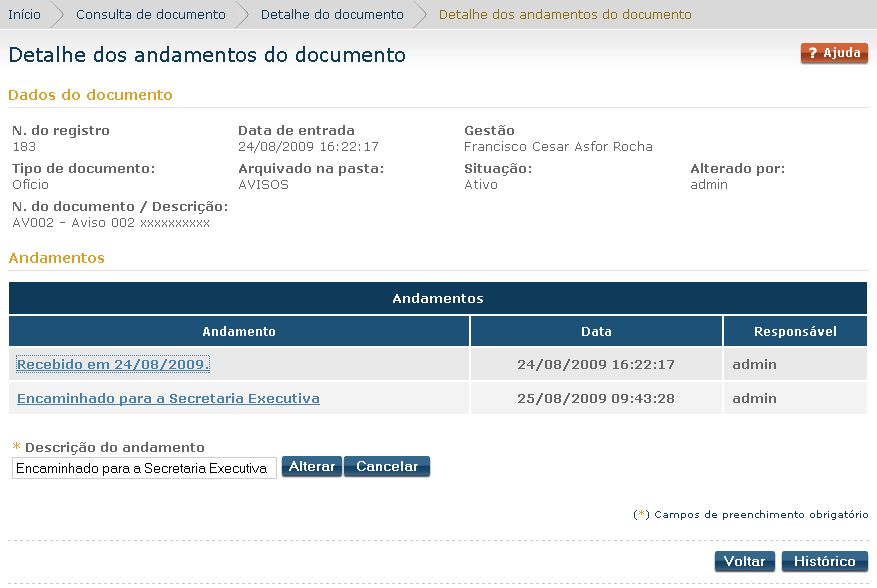 Início Consulta de documento Detalhe do documento Detalhe dos andamentos do documento
Detalhe dos andamentos do documento
? Ajuda
Dados do documento
N. do registro Data de entrada Gestão
183 24/08/2009 16:22:17 Francisco Cesar Asfor Rocha
Tipo de documento: Arquivado na pasta: Situação: Alterado por:
Ofício AVISOS Ativo admin
N. do documento / Descrição:
AV002 - Aviso 002 xxxxxxxxxx
Andamentos
Andamentos
Andamento Data Responsável
Recebido em 24/08/2009. 24/08/2009 16:22:17 admin
Encaminhado para a Secretaria Executiva 25/08/2009 09:43:28 admin
* Descrição do andamento
Encaminhado para a Secretaria Executiva Alterar Cancelar
(*) Campos de preenchimento obrigatório
Voltar Histórico